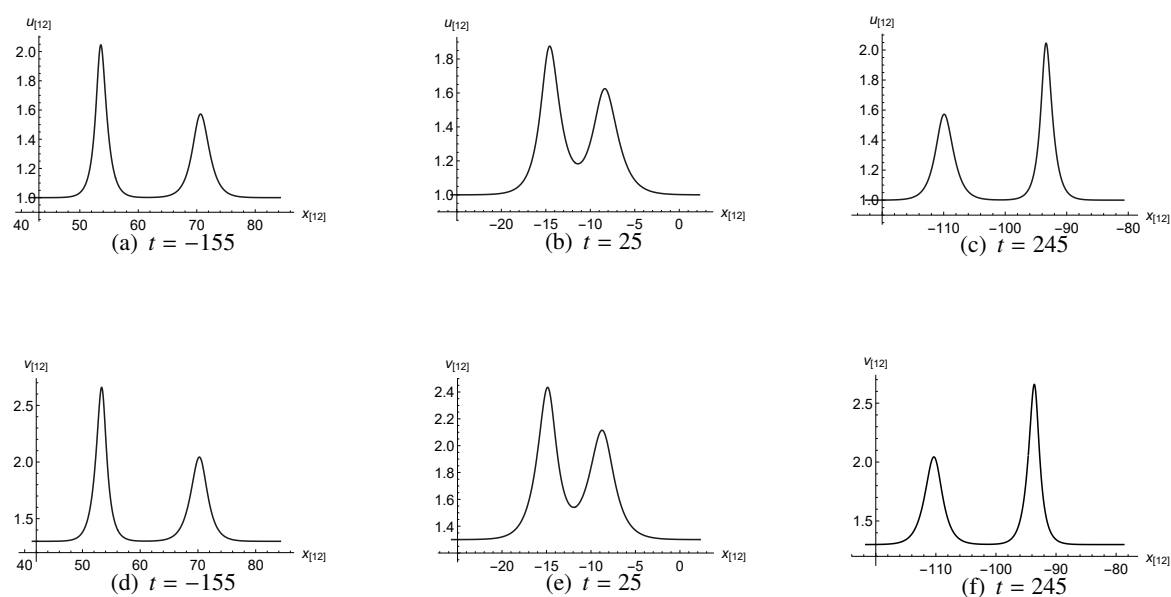 u[12]
2.0
1.8
1.6
1.4
1.2
1.0
40 50 60 70 80
x[12]
(a) t = −155
u[12]
1.8
1.6
1.4
1.2
1.0
−20 −15 −10 −5 0
x[12]
(b) t = 25
u[12]
2.0
1.8
1.6
1.4
1.2
1.0
−110 −100 −90 −80
x[12]
(c) t = 245
v[12]
2.5
2.0
1.5
40 50 60 70 80
x[12]
(d) t = −155
v[12]
2.4
2.2
2.0
1.8
1.6
1.4
−20 −15 −10 −5 0
x[12]
(e) t = 25
v[12]
2.5
2.0
1.5
−110 −100 −90 −80
x[12]
(f) t = 245